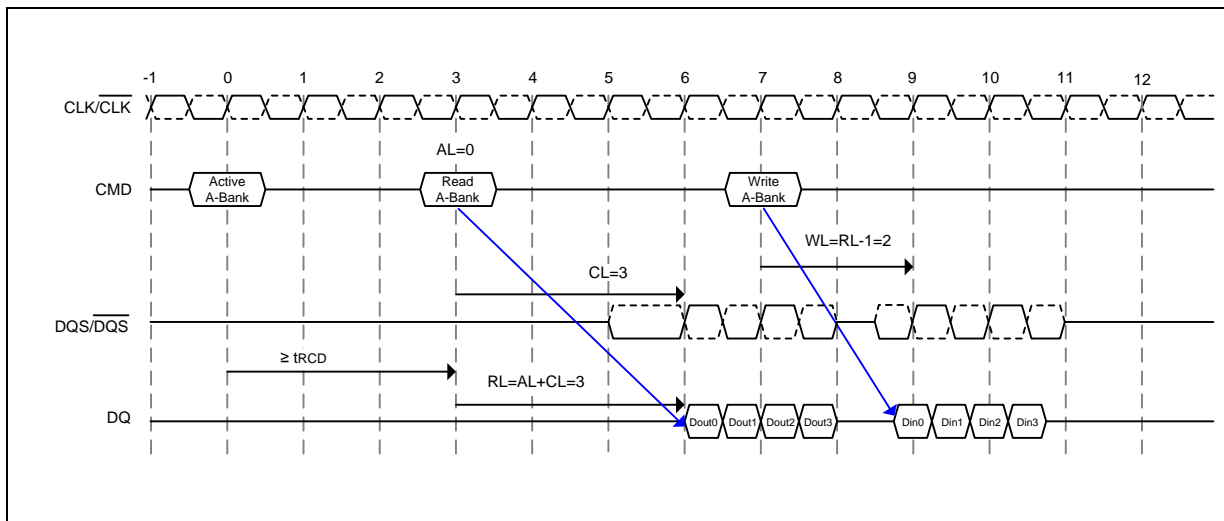 -1 0 1 2 3 4 5 6 7 8 9 10 11 12
CLK/CLK
AL=0
CMD
Active
A-Bank
Read
A-Bank
Write
A-Bank
WL=RL-1=2
CL=3
DQS/DQS
≥ tRCD
RL=AL+CL=3
DQ
Dout0 Dout1 Dout2 Dout3 Din0 Din1 Din2 Din3